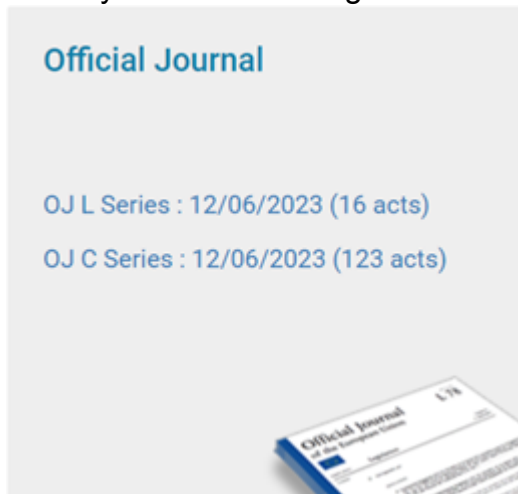 Official Journal
OJ L Series : 12/06/2023 (16 acts)
OJ C Series : 12/06/2023 (123 acts)
Official Journal
of the European Union
L 78
Legislation